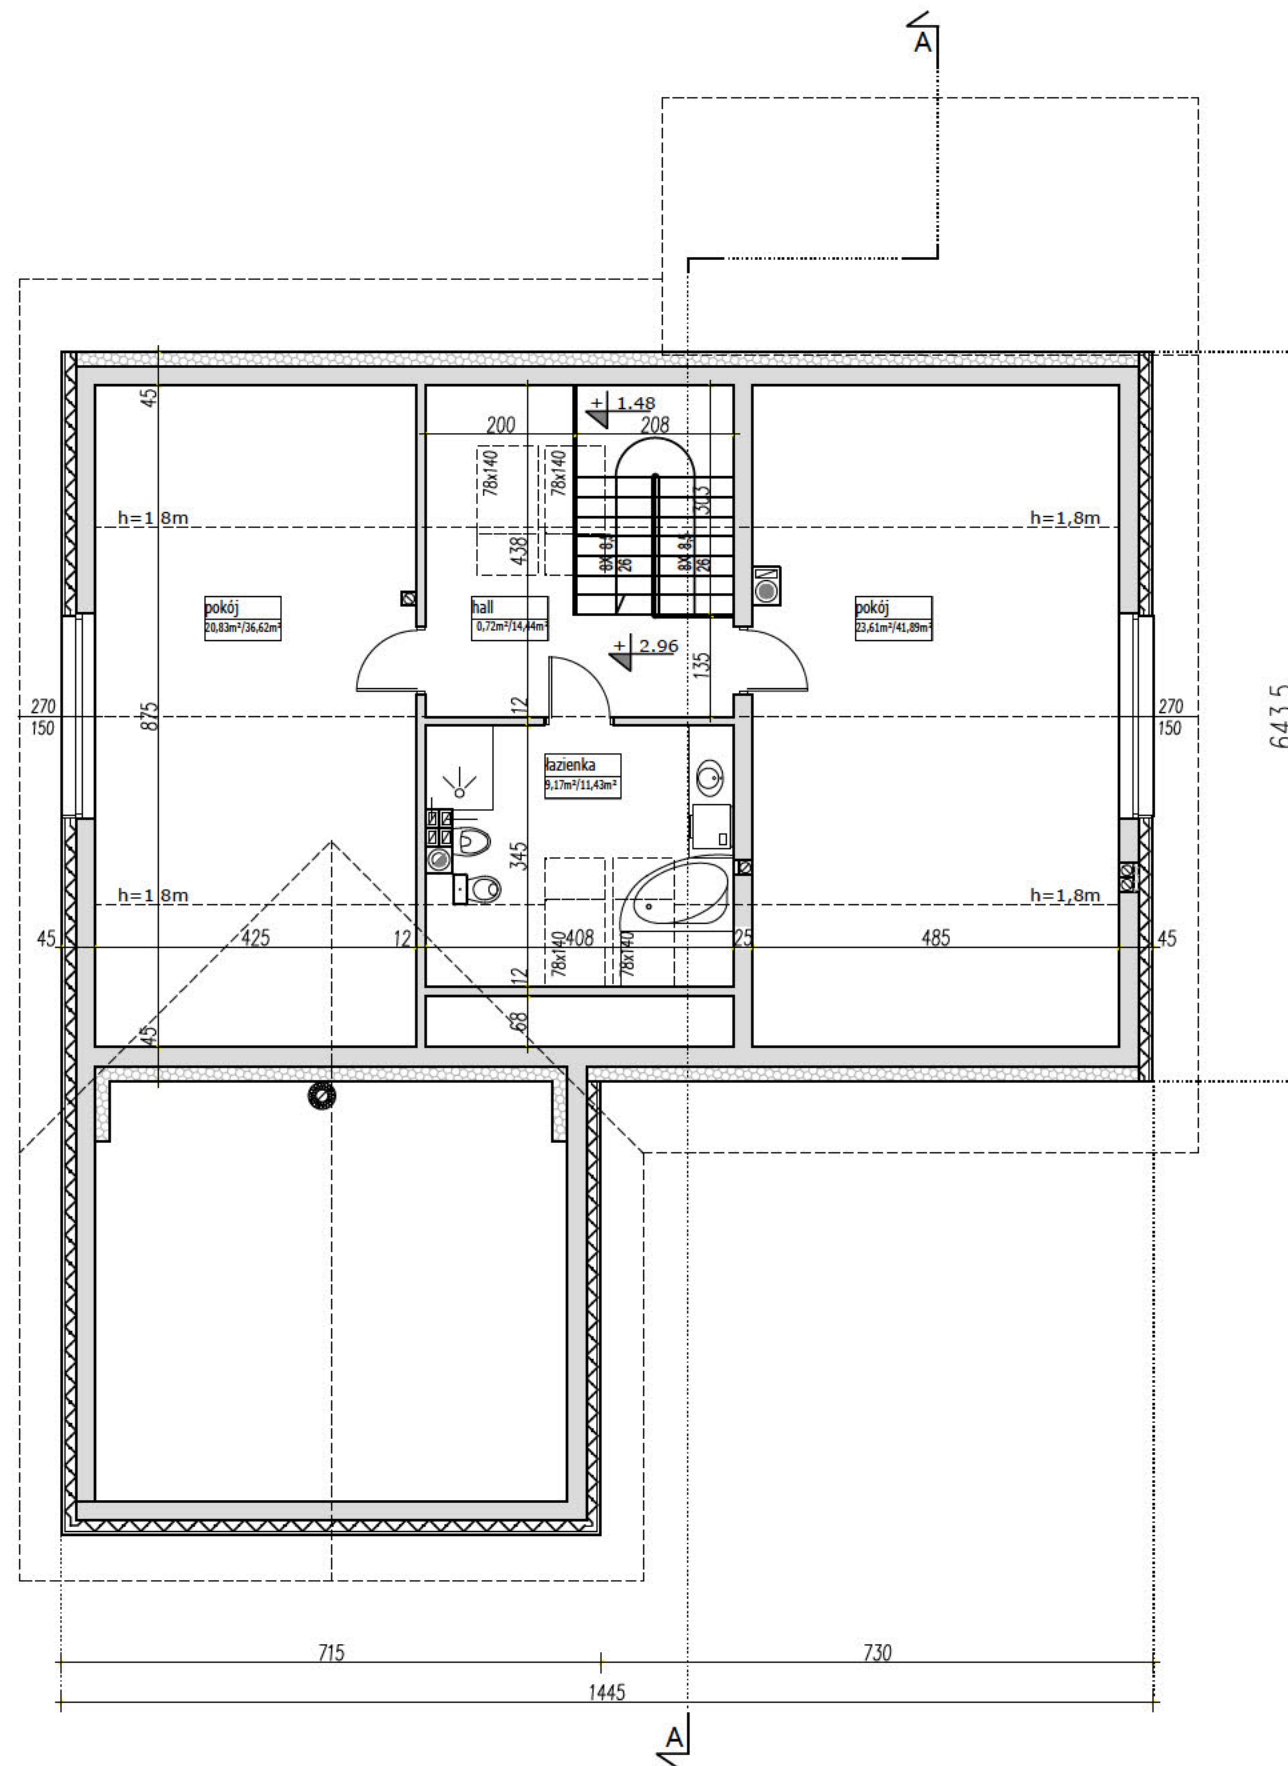 A
45
+ 1.48
200
208
78x140
78x140
303
h=1,8m
h=1,8m
438
8X 8,5
26
8X 8,5
26
pokój
20,83m²/36,62m²
hall
0,72m²/14,44m²
pokój
23,61m²/41,89m²
+ 2.96
135
270
150
875
12
270
150
643,5
łazienka
9,17m²/11,43m²
345
h=1,8m
h=1,8m
45
425
12
408
25
485
45
78x140
78x140
12
68
45
715
730
1445
A